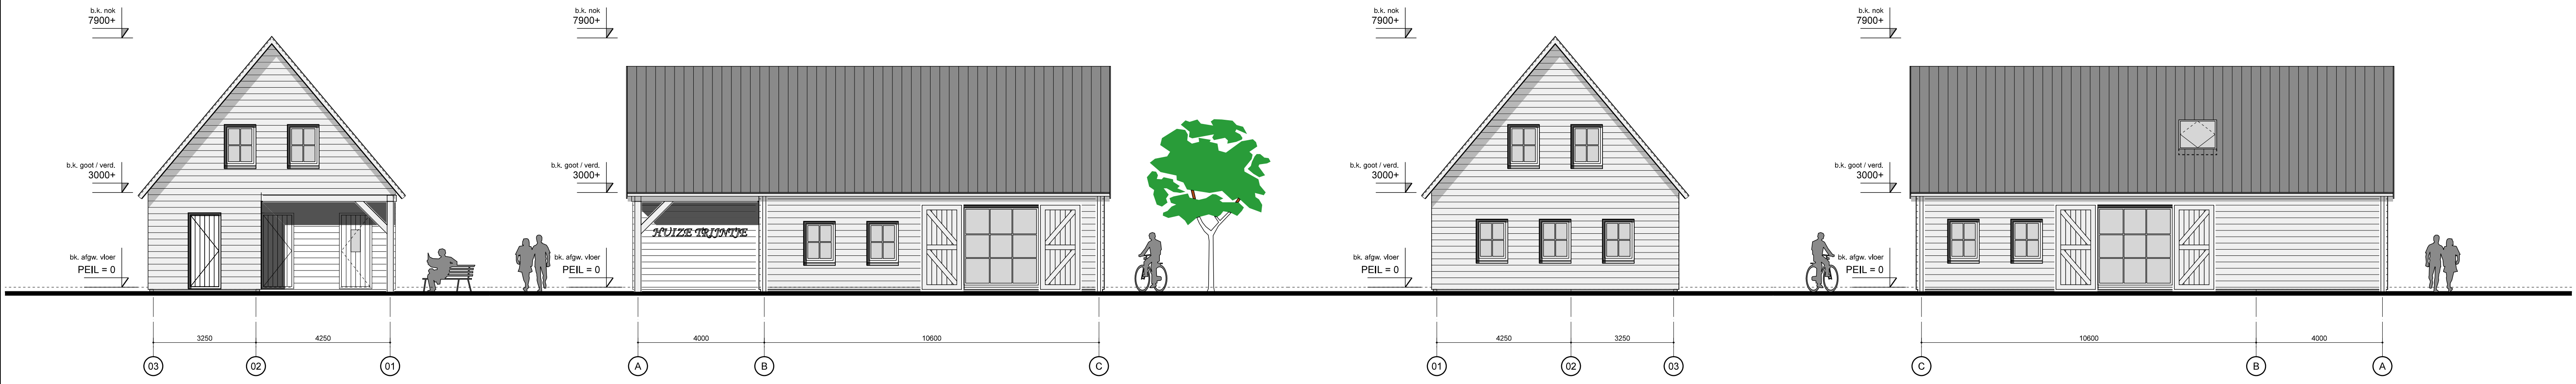 b.k. nok
7900+
b.k. goot / verd.
3000+
bk. afgw. vloer
PEIL = 0
3250
4250
03
02
01
b.k. nok
7900+
b.k. goot / verd.
3000+
bk. afgw. vloer
PEIL = 0
HUIZE TRIJNTJE
4000
10600
A
B
C
b.k. nok
7900+
b.k. goot / verd.
3000+
bk. afgw. vloer
PEIL = 0
4250
3250
01
02
03
b.k. nok
7900+
b.k. goot / verd.
3000+
bk. afgw. vloer
PEIL = 0
10600
4000
C
B
A